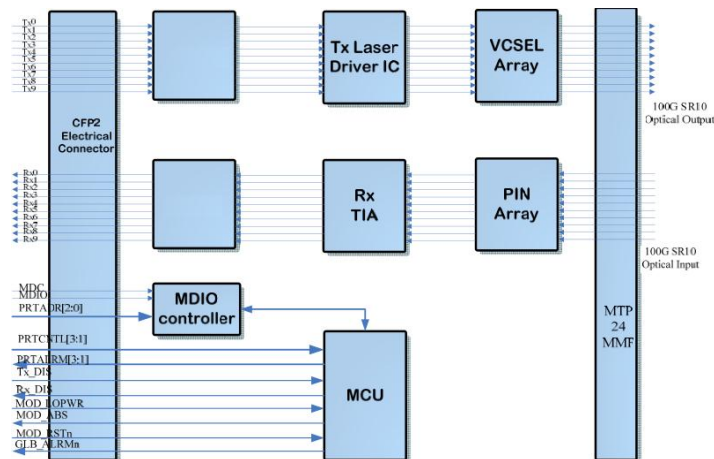 Tx0
Tx1
Tx2
Tx3
Tx4
Tx5
Tx6
Tx7
Tx8
Tx9
CFP2
Electrical
Connector
Tx Laser
Driver IC
VCSEL
Array
100G SR10
Optical Output
Rx0
Rx1
Rx2
Rx3
Rx4
Rx5
Rx6
Rx7
Rx8
Rx9
Rx
TIA
PIN
Array
100G SR10
Optical Input
MDC
MDIO
PRTADR[2:0]
MDIO
controller
MTP
24
MMF
PRTCNTL[3:1]
PRTALRM[3:1]
Tx_DIS
Rx_DIS
MOD_LOPWR
MOD_ABS
MOD_RSTn
GLB_ALRMn
MCU